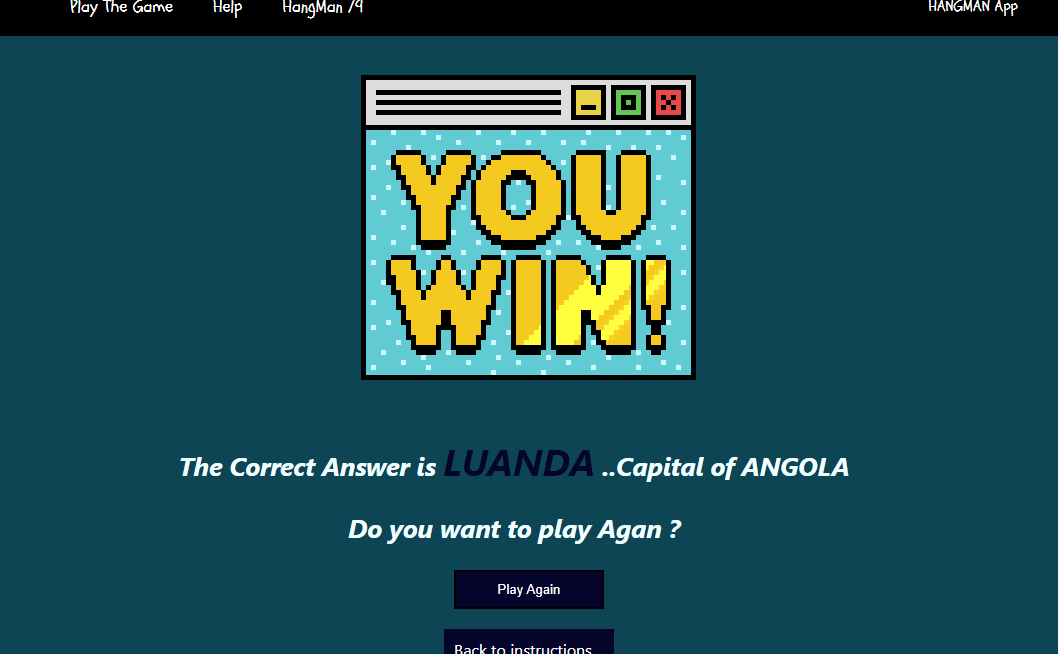 Play The Game Help HangMan /9 HANGMAN App
YOU
WIN!
The Correct Answer is LUANDA ..Capital of ANGOLA
Do you want to play Agan ?
Play Again
Back to instructions